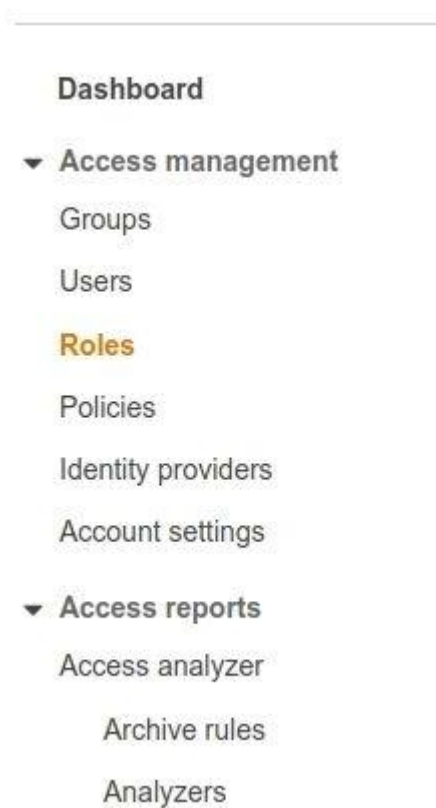 Dashboard
Access management
Groups
Users
Roles
Policies
Identity providers
Account settings
Access reports
Access analyzer
Archive rules
Analyzers